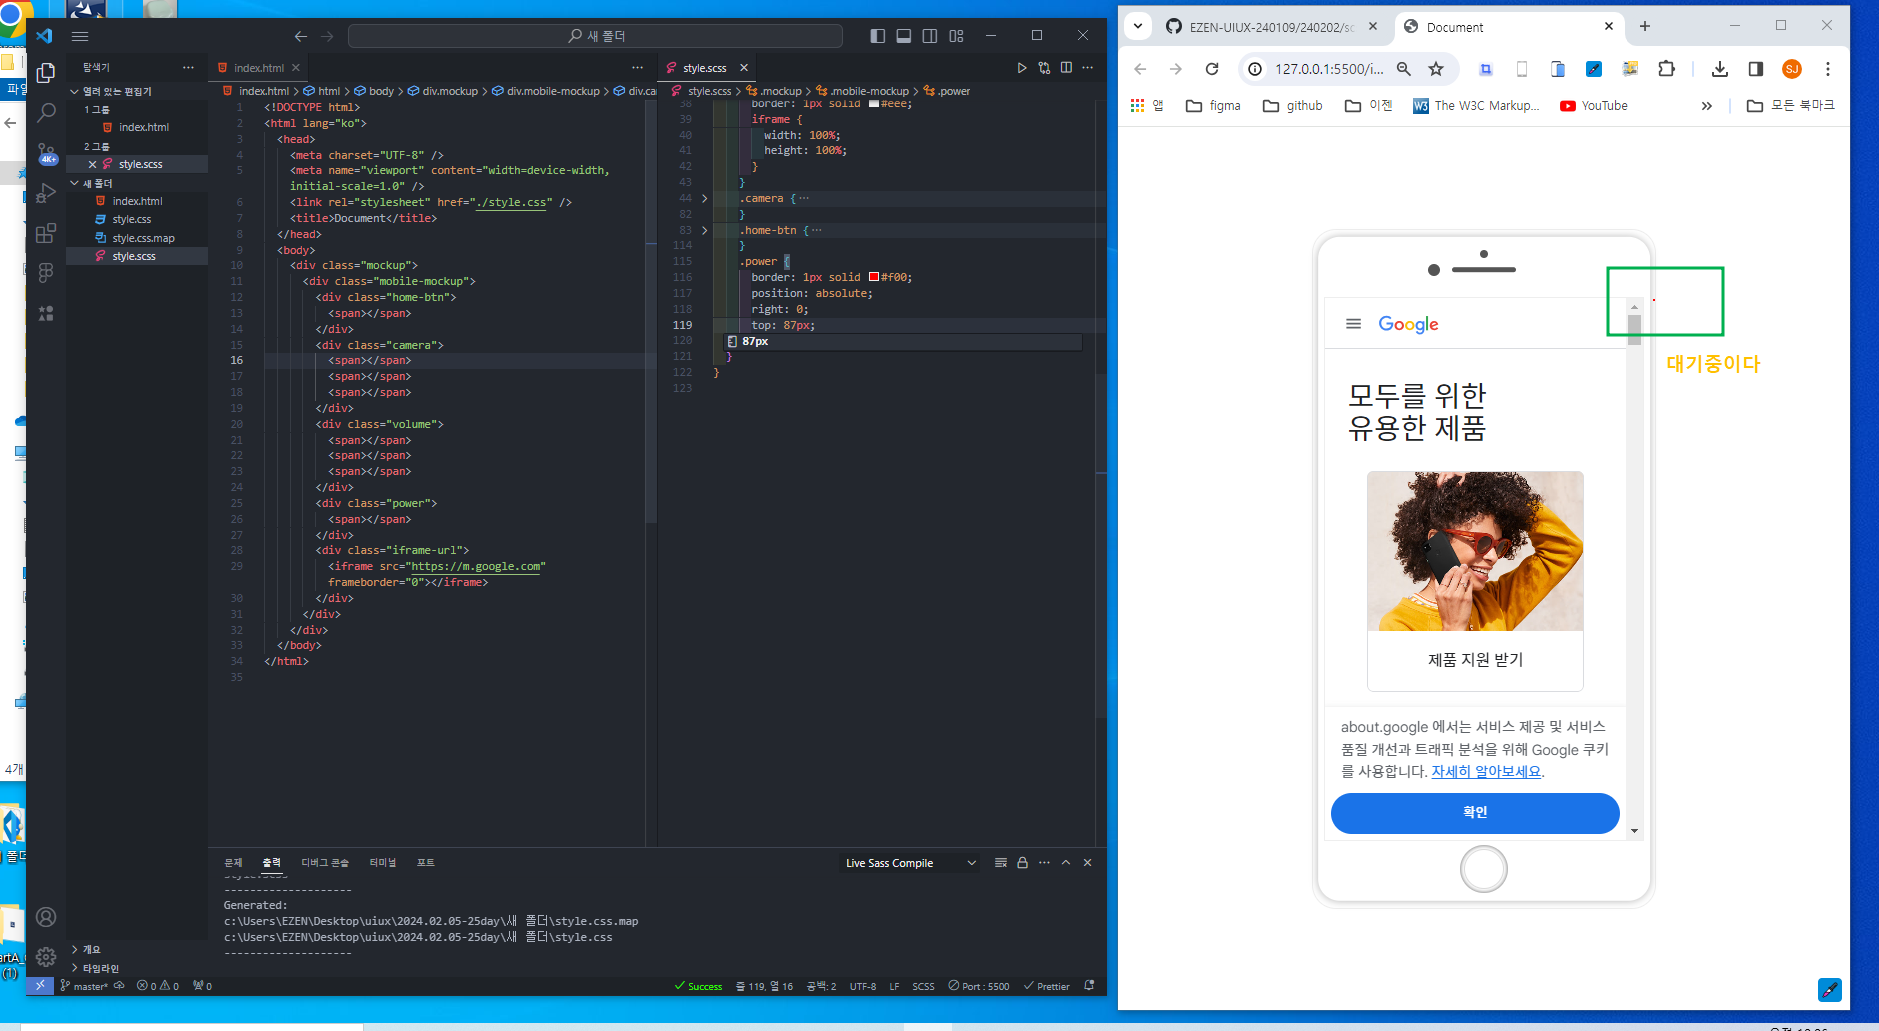 새 폴더
탐색기
열려 있는 편집기
1 그룹
index.html
2 그룹
style.scss
새 폴더
index.html
style.css
style.css.map
style.scss
4K+
개요
타임라인
index.html
index.html > html > body > div.mockup > div.mobile-mockup > div.ca
1 <!DOCTYPE html>
2 <html lang="ko">
3 <head>
4 <meta charset="UTF-8" />
5 <meta name="viewport" content="width=device-width,
initial-scale=1.0" />
6 <link rel="stylesheet" href="./style.css" />
7 <title>Document</title>
8 </head>
9 <body>
10 <div class="mockup">
11 <div class="mobile-mockup">
12 <div class="home-btn">
13 <span></span>
14 </div>
15 <div class="camera">
16 <span></span>
17 <span></span>
18 <span></span>
19 </div>
20 <div class="volume">
21 <span></span>
22 <span></span>
23 <span></span>
24 </div>
25 <div class="power">
26 <span></span>
27 </div>
28 <div class="iframe-url">
29 <iframe src="https://m.google.com"
frameborder="0"></iframe>
30 </div>
31 </div>
32 </div>
33 </body>
34 </html>
35
style.scss
style.scss > .mockup > .mobile-mockup > .power
38 border: 1px solid #eee;
39 iframe {
40 width: 100%;
41 height: 100%;
42 }
43 }
44 .camera {…
82 }
83 .home-btn {…
114 }
115 .power {
116 border: 1px solid #f00;
117 position: absolute;
118 right: 0;
119 top: 87px;
120 87px
121 }
122 }
123
문제 출력 디버그 콘솔 터미널 포트
Live Sass Compile
style.scss
--------------------
Generated:
c:\Users\EZEN\Desktop\uiux\2024.02.05-25day\새 폴더\style.css.map
c:\Users\EZEN\Desktop\uiux\2024.02.05-25day\새 폴더\style.css
--------------------
master* 0 0 0
Success 줄 119, 열 16 공백: 2 UTF-8 LF SCSS Port : 5500 Prettier
EZEN-UIUX-240109/240202/sc
Document
127.0.0.1:5500/i...
SJ
앱 figma github 이젠 The W3C Markup... YouTube 모든 북마크
Google
대기중이다
모두를 위한
유용한 제품
제품 지원 받기
about.google 에서는 서비스 제공 및 서비스
품질 개선과 트래픽 분석을 위해 Google 쿠키
를 사용합니다. 자세히 알아보세요.
확인
파일
4개
(1)